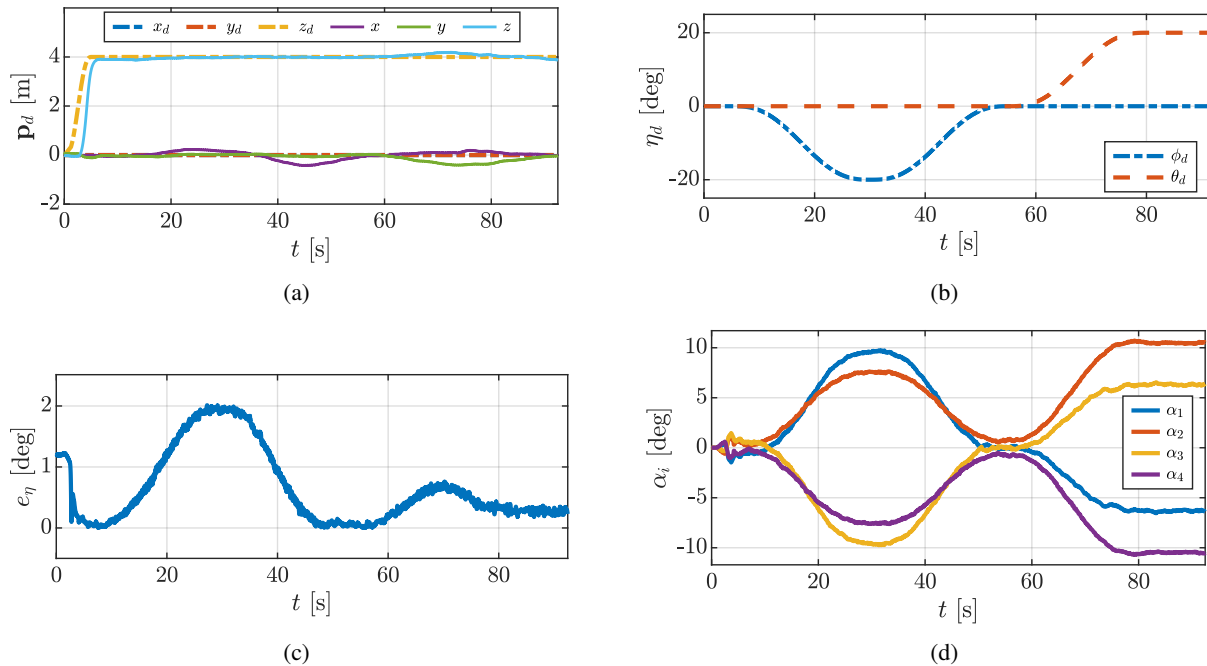 x_d y_d z_d x y z
4
2
0
-2
p_d [m]
0 20 40 60 80
t [s]
(a)
20
0
-20
η_d [deg]
ϕ_d
θ_d
0 20 40 60 80
t [s]
(b)
2
1
0
e_η [deg]
0 20 40 60 80
t [s]
(c)
10
5
0
-5
-10
α_i [deg]
α_1
α_2
α_3
α_4
0 20 40 60 80
t [s]
(d)